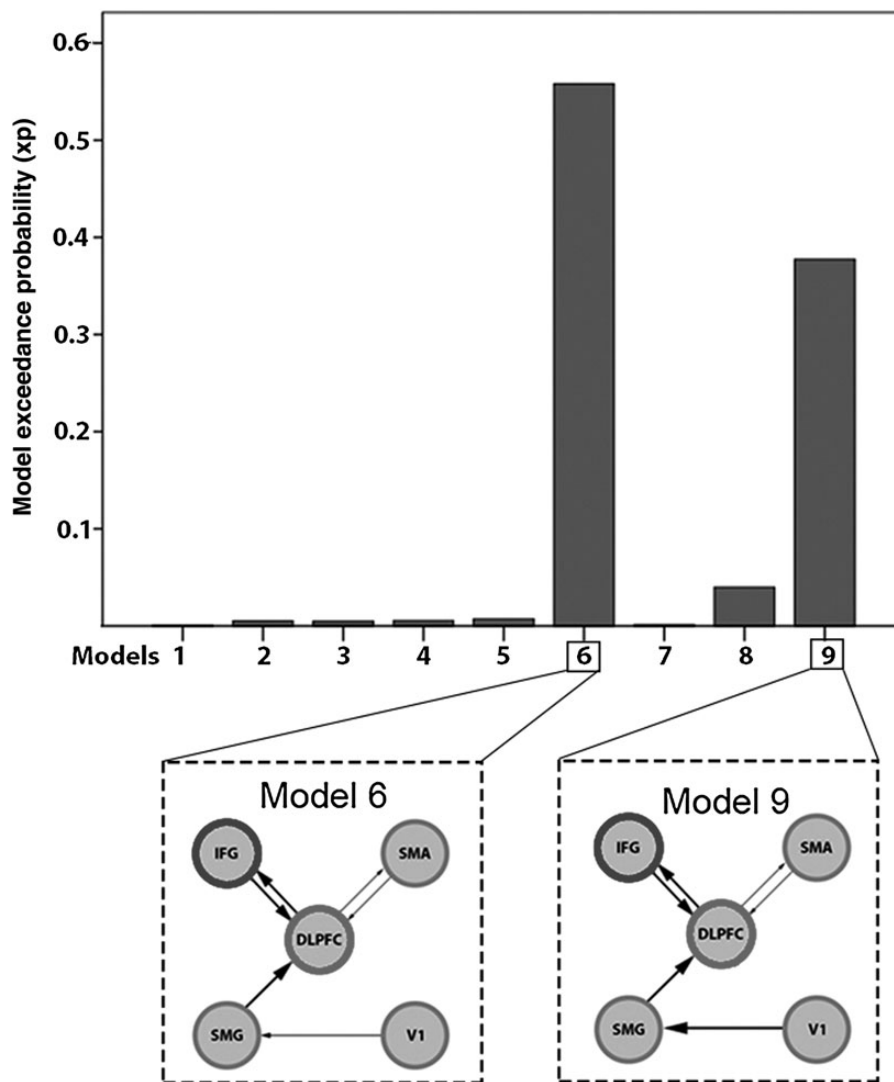 Model exceedance probability (xp)
0.6
0.5
0.4
0.3
0.2
0.1
Models 1 2 3 4 5 6 7 8 9
Model 6
IFG SMA
DLPFC
SMG V1
Model 9
IFG SMA
DLPFC
SMG V1